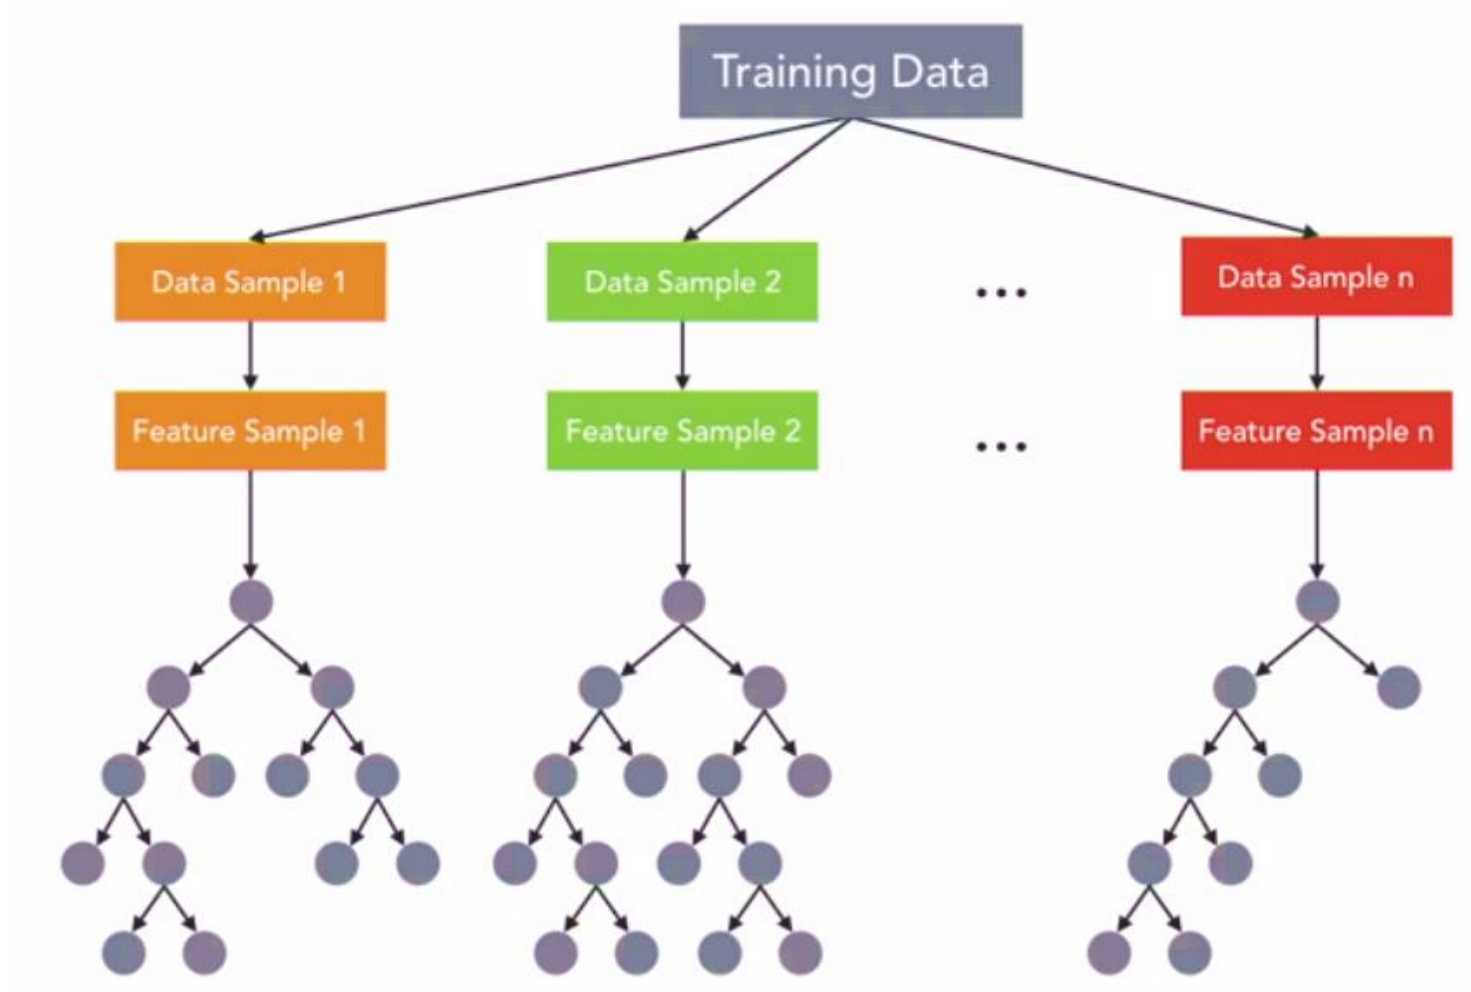 Training Data
Data Sample 1
Data Sample 2
...
Data Sample n
Feature Sample 1
Feature Sample 2
...
Feature Sample n